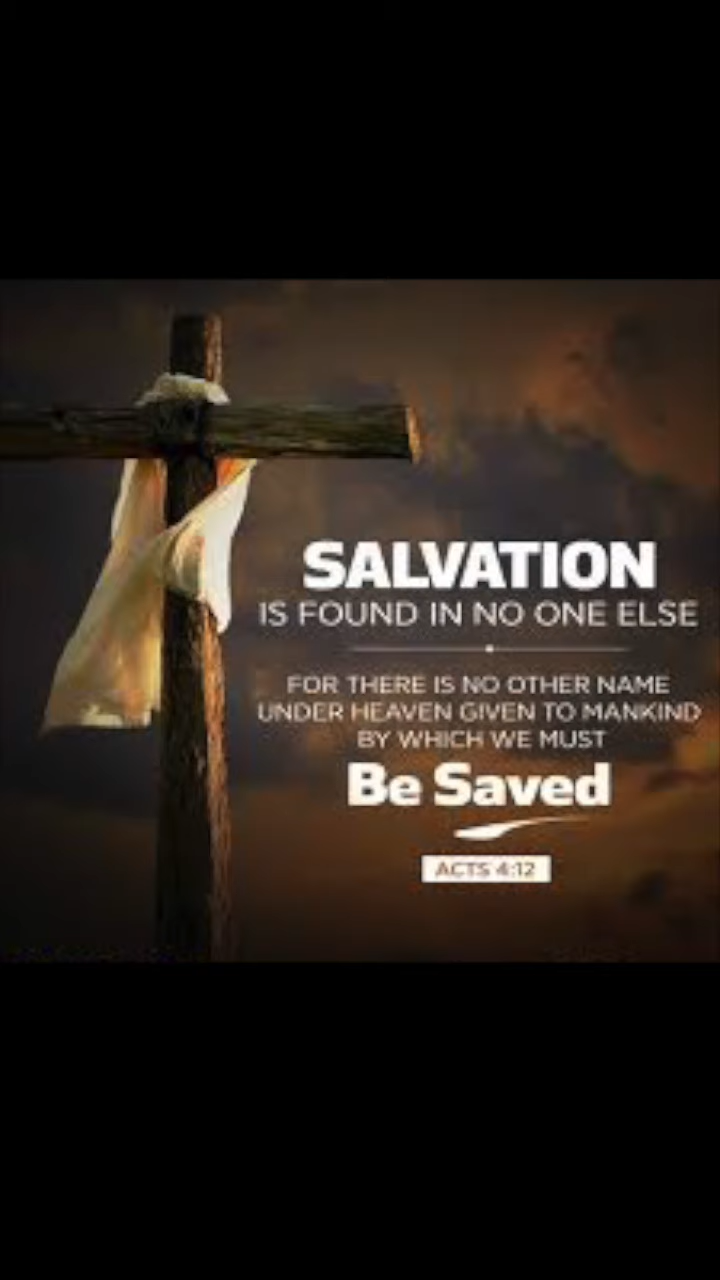 SALVATION
IS FOUND IN NO ONE ELSE
FOR THERE IS NO OTHER NAME
UNDER HEAVEN GIVEN TO MANKIND
BY WHICH WE MUST
Be Saved
ACTS 4:12